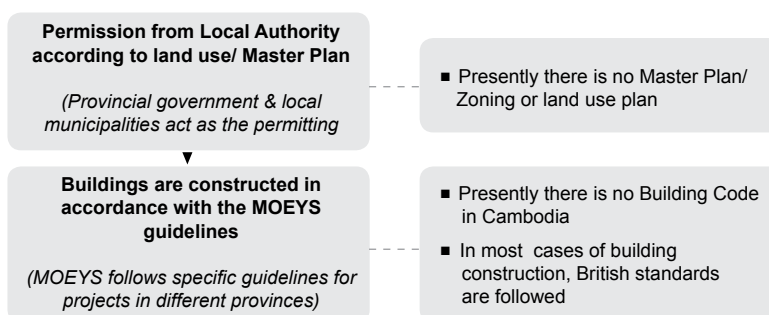 Permission from Local Authority
according to land use/ Master Plan
(Provincial government & local
municipalities act as the permitting
■ Presently there is no Master Plan/
Zoning or land use plan
Buildings are constructed in
accordance with the MOEYS
guidelines
(MOEYS follows specific guidelines for
projects in different provinces)
■ Presently there is no Building Code
in Cambodia
■ In most cases of building
construction, British standards
are followed